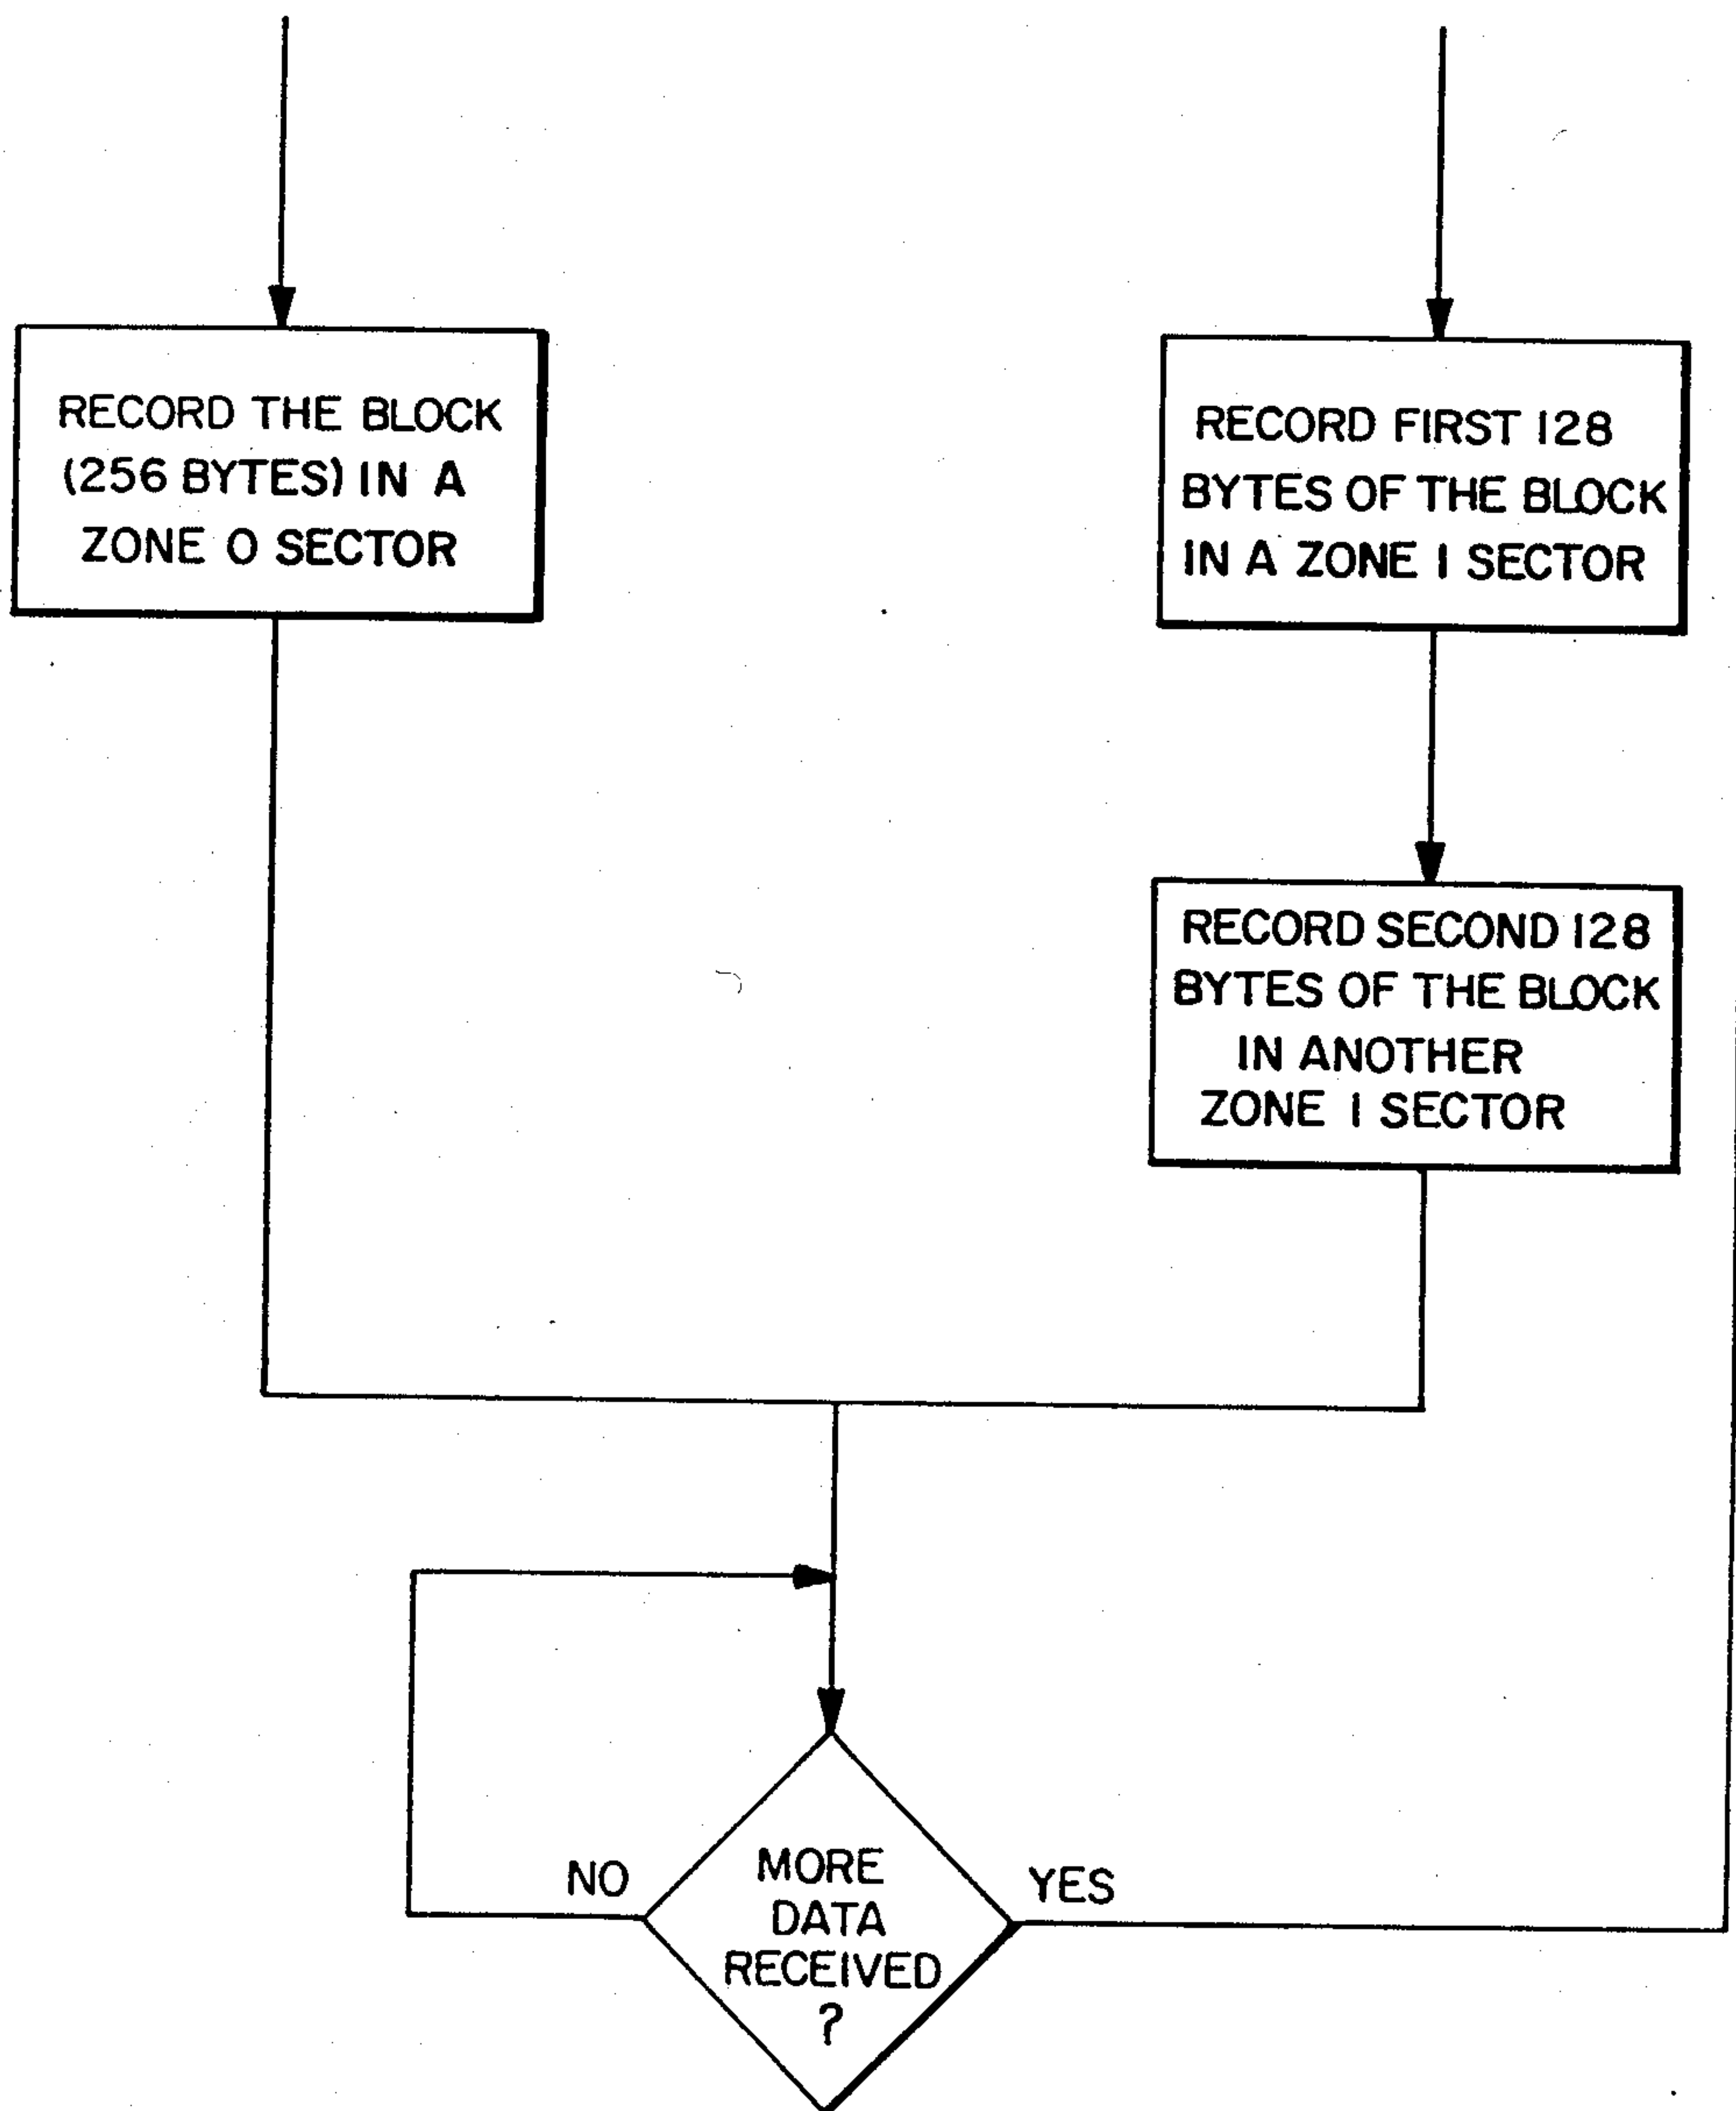 RECORD THE BLOCK
(256 BYTES) IN A
ZONE 0 SECTOR
RECORD FIRST 128
BYTES OF THE BLOCK
IN A ZONE 1 SECTOR
RECORD SECOND 128
BYTES OF THE BLOCK
IN ANOTHER
ZONE 1 SECTOR
NO
MORE
DATA
RECEIVED
?
YES